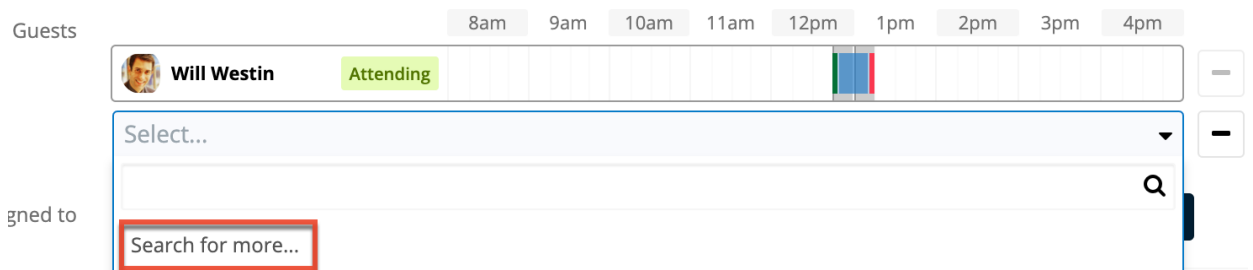 Guests
8am 9am 10am 11am 12pm 1pm 2pm 3pm 4pm
Will Westin Attending
Select...
gned to
Search for more...